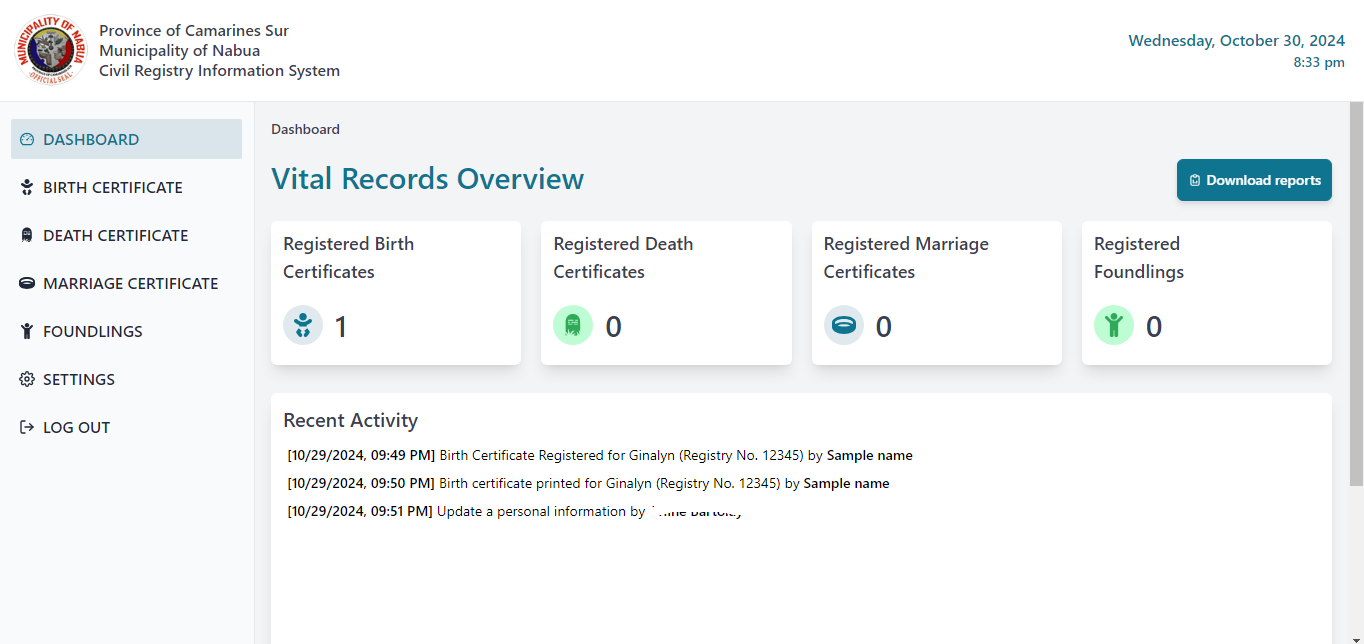 MUNICIPALITY OF NABUA
OFFICIAL SEAL
Province of Camarines Sur
Municipality of Nabua
Civil Registry Information System
Wednesday, October 30, 2024
8:33 pm
DASHBOARD
BIRTH CERTIFICATE
DEATH CERTIFICATE
MARRIAGE CERTIFICATE
FOUNDLINGS
SETTINGS
LOG OUT
Dashboard
Vital Records Overview
Download reports
Registered Birth
Certificates
1
Registered Death
Certificates
0
Registered Marriage
Certificates
0
Registered
Foundlings
0
Recent Activity
[10/29/2024, 09:49 PM] Birth Certificate Registered for Ginalyn (Registry No. 12345) by Sample name
[10/29/2024, 09:50 PM] Birth certificate printed for Ginalyn (Registry No. 12345) by Sample name
[10/29/2024, 09:51 PM] Update a personal information by